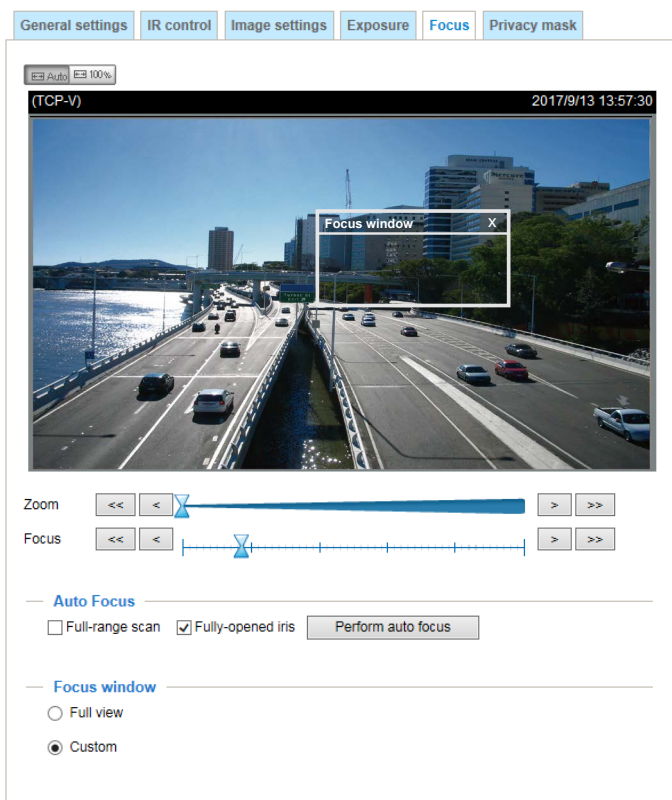 General settings IR control Image settings Exposure Focus Privacy mask
Auto 100%
(TCP-V) 2017/9/13 13:57:30
Focus window X
Zoom << < > >>
Focus << < > >>
Auto Focus
Full-range scan Fully-opened iris Perform auto focus
Focus window
Full view
Custom